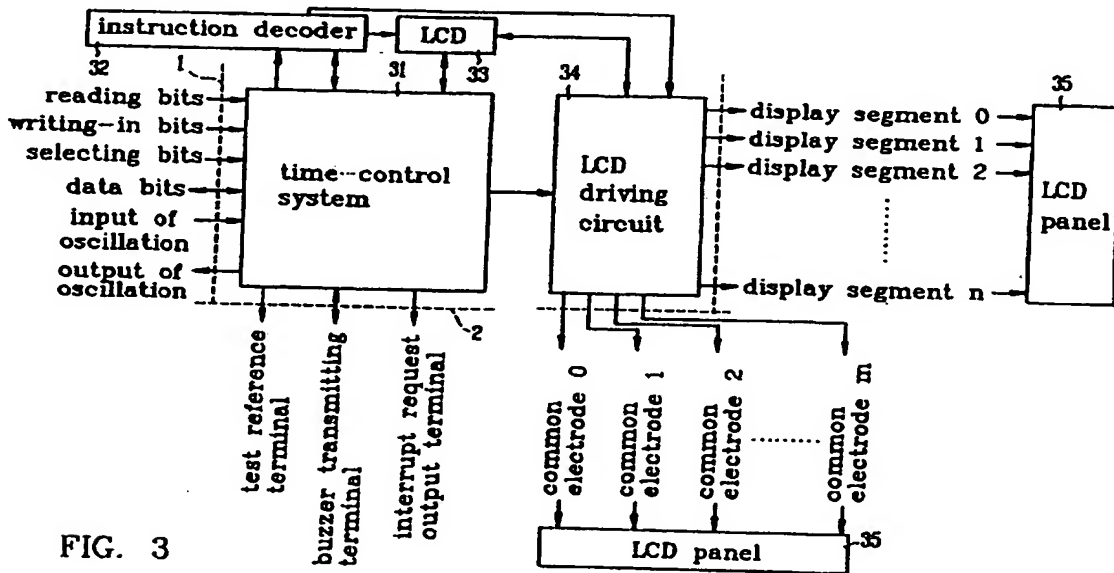 instruction decoder
LCD
32
1
31
33
34
35
reading bits
writing-in bits
selecting bits
data bits
input of
oscillation
output of
oscillation
time-control
system
LCD
driving
circuit
display segment 0
display segment 1
display segment 2
........
display segment n
LCD
panel
2
test reference
terminal
buzzer transmitting
terminal
interrupt request
output terminal
common
electrode 0
common
electrode 1
common
electrode 2
........
common
electrode m
LCD panel
35
FIG. 3